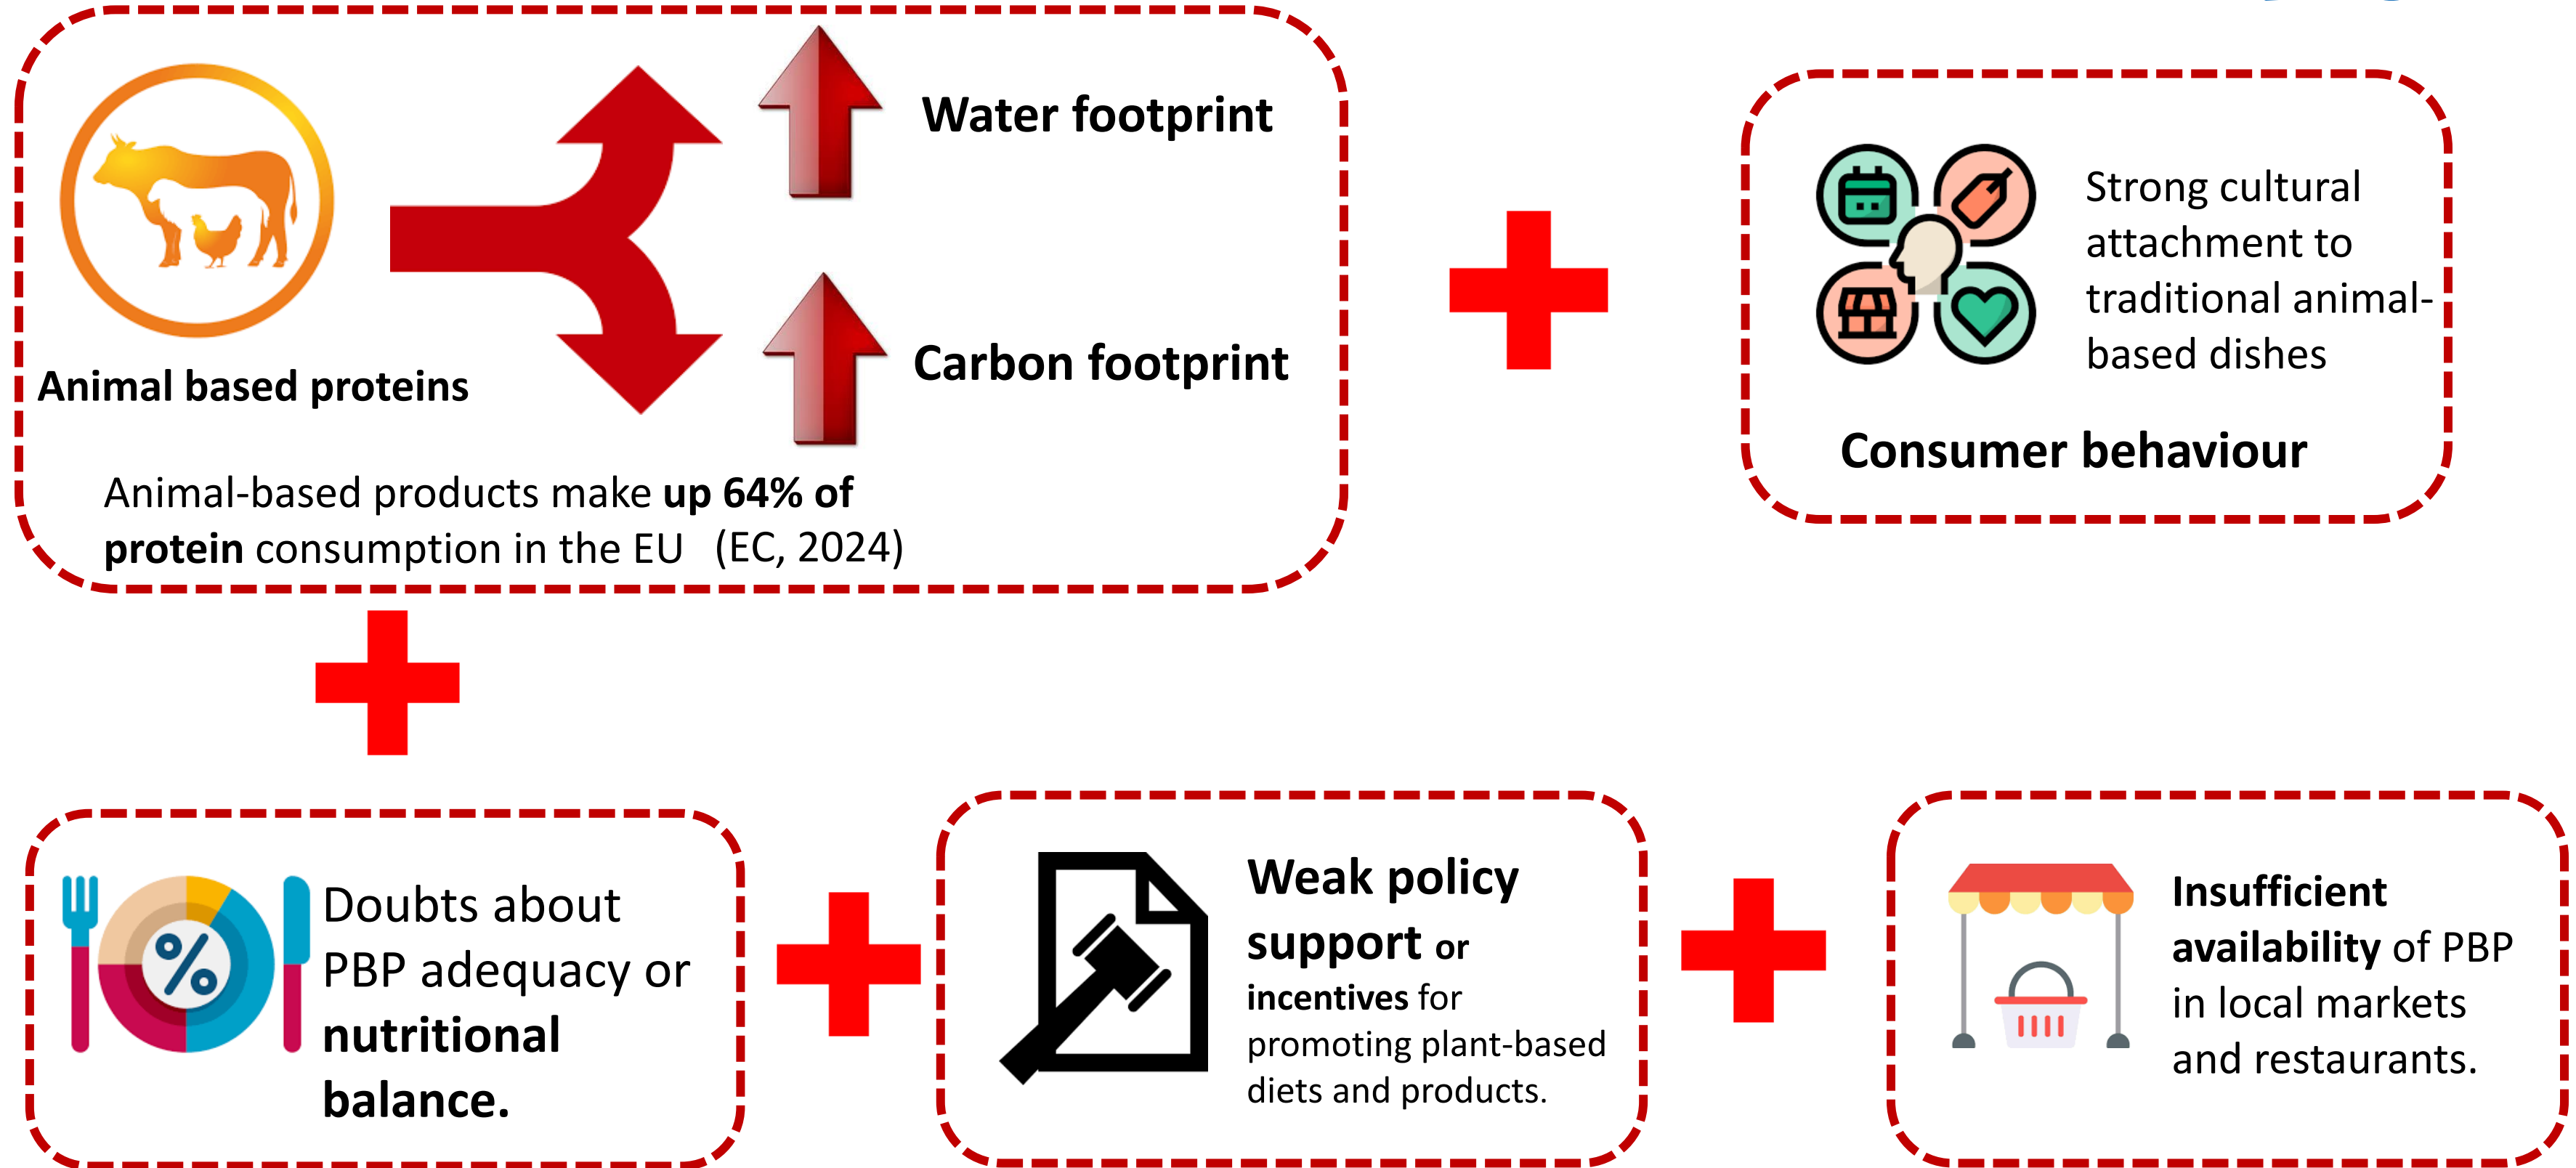 Water footprint
Carbon footprint
Animal based proteins
Animal-based products make up 64% of
protein consumption in the EU (EC, 2024)
Strong cultural
attachment to
traditional animal-
based dishes
Consumer behaviour
Doubts about
PBP adequacy or
nutritional
balance.
Weak policy
support or
incentives for
promoting plant-based
diets and products.
Insufficient
availability of PBP
in local markets
and restaurants.